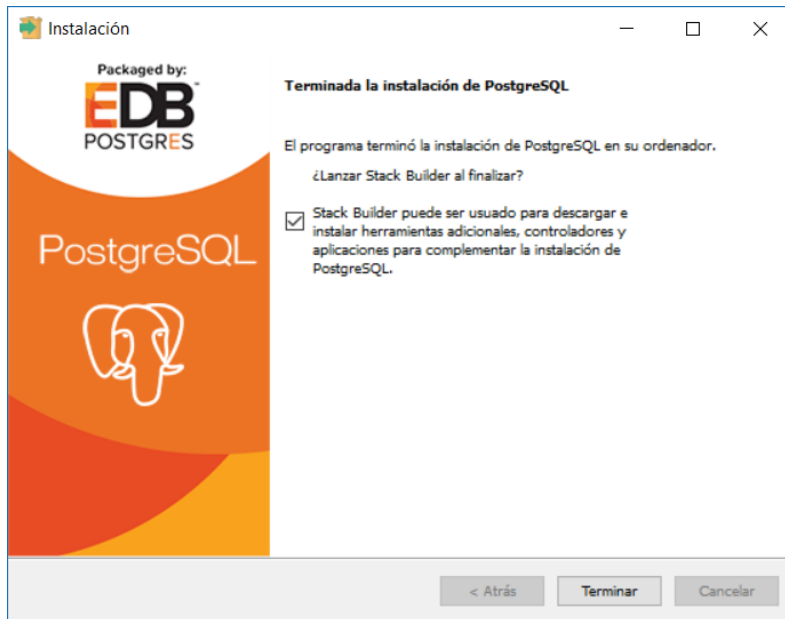 Instalación
Packaged by:
EDB™
POSTGRES
PostgreSQL
Terminada la instalación de PostgreSQL
El programa terminó la instalación de PostgreSQL en su ordenador.
¿Lanzar Stack Builder al finalizar?
Stack Builder puede ser usado para descargar e
instalar herramientas adicionales, controladores y
aplicaciones para complementar la instalación de
PostgreSQL.
< Atrás
Terminar
Cancelar